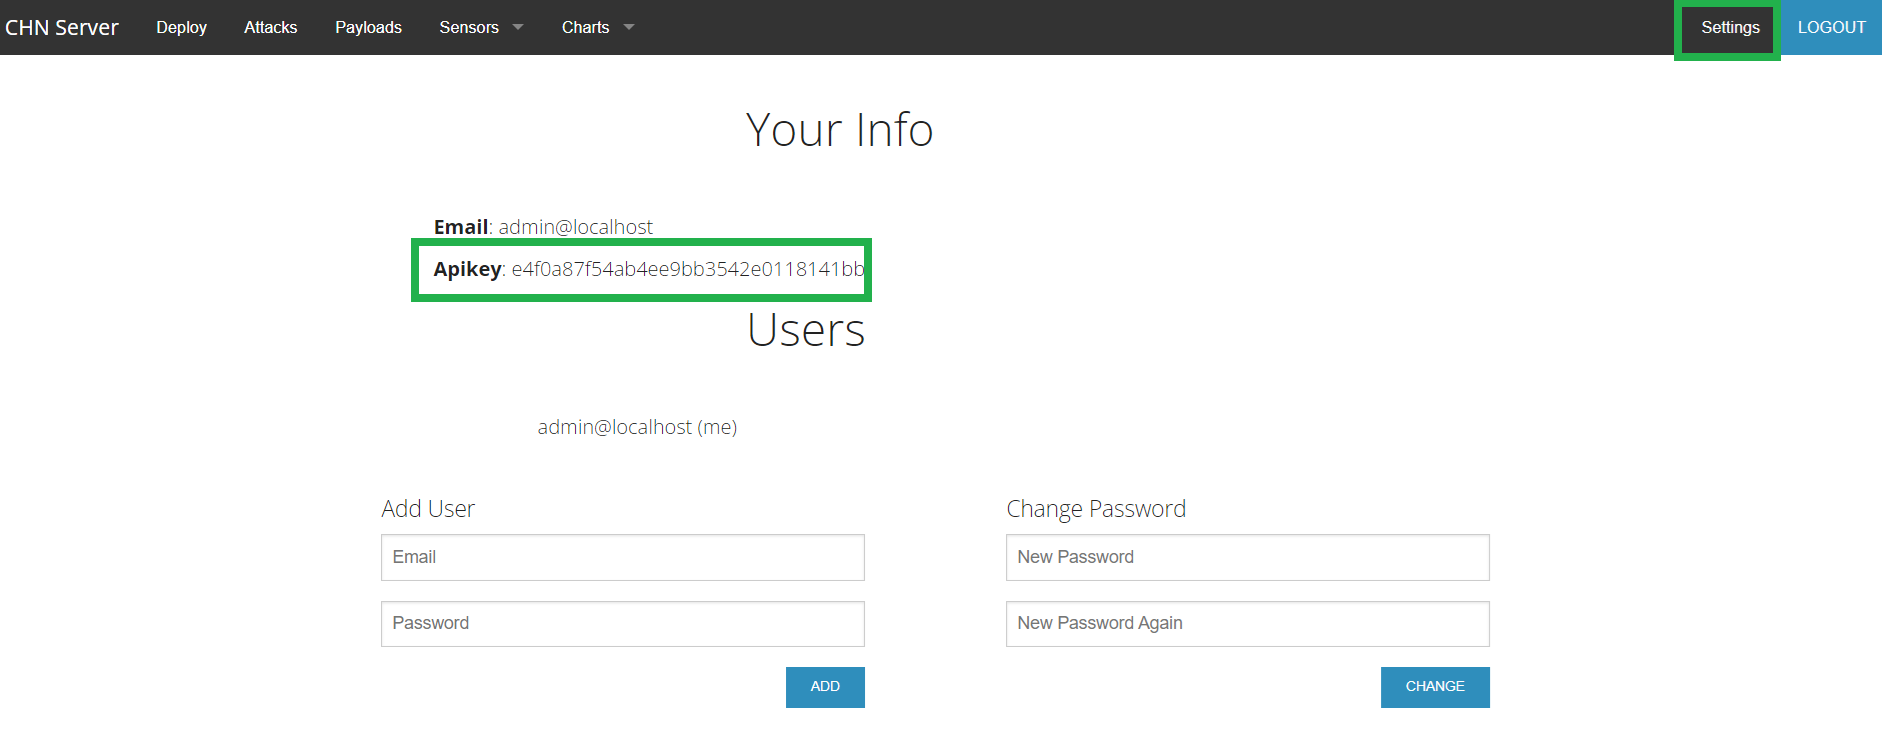 CHN Server Deploy Attacks Payloads Sensors Charts Settings LOGOUT
Your Info
Email: admin@localhost
Apikey: e4f0a87f54ab4ee9bb3542e0118141bb
Users
admin@localhost (me)
Add User
Email
Password
ADD
Change Password
New Password
New Password Again
CHANGE